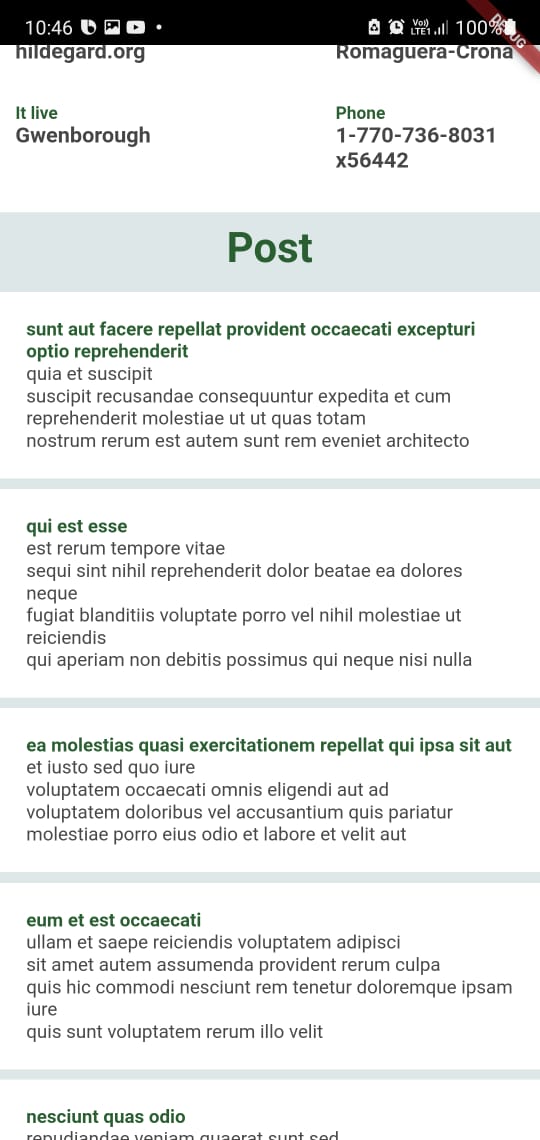 10:46 Vo) LTE1 100% DEBUG
hildegard.org Romaguera-Crona
It live Phone
Gwenborough 1-770-736-8031
x56442
Post
sunt aut facere repellat provident occaecati excepturi
optio reprehenderit
quia et suscipit
suscipit recusandae consequuntur expedita et cum
reprehenderit molestiae ut ut quas totam
nostrum rerum est autem sunt rem eveniet architecto
qui est esse
est rerum tempore vitae
sequi sint nihil reprehenderit dolor beatae ea dolores
neque
fugiat blanditiis voluptate porro vel nihil molestiae ut
reiciendis
qui aperiam non debitis possimus qui neque nisi nulla
ea molestias quasi exercitationem repellat qui ipsa sit aut
et iusto sed quo iure
voluptatem occaecati omnis eligendi aut ad
voluptatem doloribus vel accusantium quis pariatur
molestiae porro eius odio et labore et velit aut
eum et est occaecati
ullam et saepe reiciendis voluptatem adipisci
sit amet autem assumenda provident rerum culpa
quis hic commodi nesciunt rem tenetur doloremque ipsam
iure
quis sunt voluptatem rerum illo velit
nesciunt quas odio
repudiandae veniam quaerat sunt sed